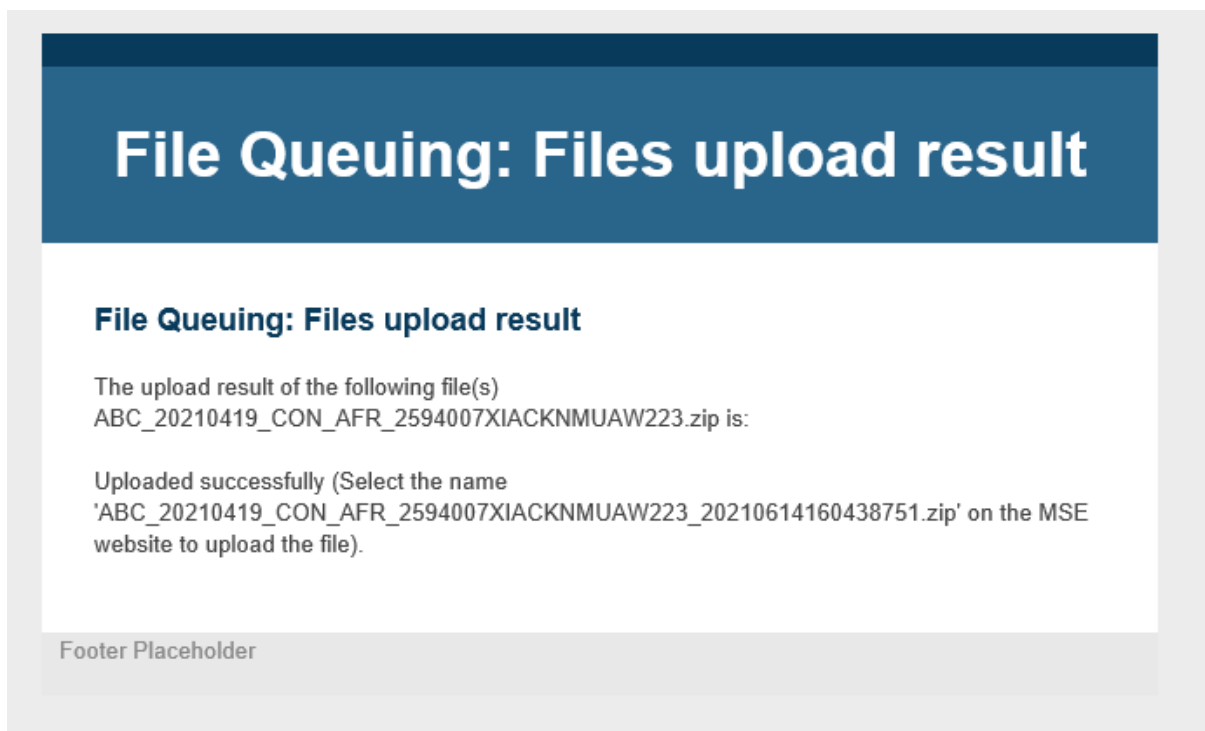 File Queuing: Files upload result
File Queuing: Files upload result
The upload result of the following file(s)
ABC_20210419_CON_AFR_2594007XIACKNMUAW223.zip is:
Uploaded successfully (Select the name
'ABC_20210419_CON_AFR_2594007XIACKNMUAW223_20210614160438751.zip' on the MSE
website to upload the file).
Footer Placeholder